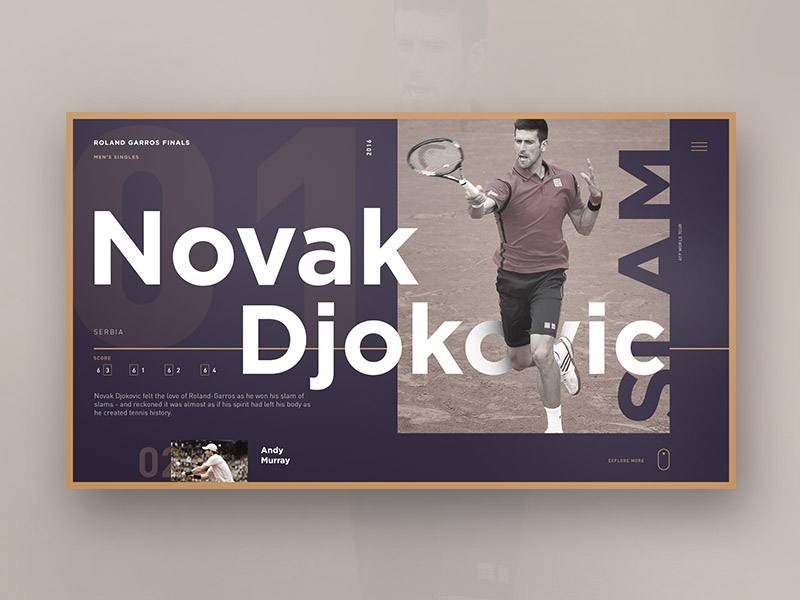 ROLAND GARROS FINALS
MEN'S SINGLES
2016
01
Novak
Djokovic
SLAM
ATP WORLD TOUR
SERBIA
SCORE
6 3 6 1 6 2 6 4
Novak Djokovic felt the love of Roland-Garros as he won his slam of
slams - and reckoned it was almost as if his spirit had left his body as
he created tennis history.
02
Andy
Murray
EXPLORE MORE